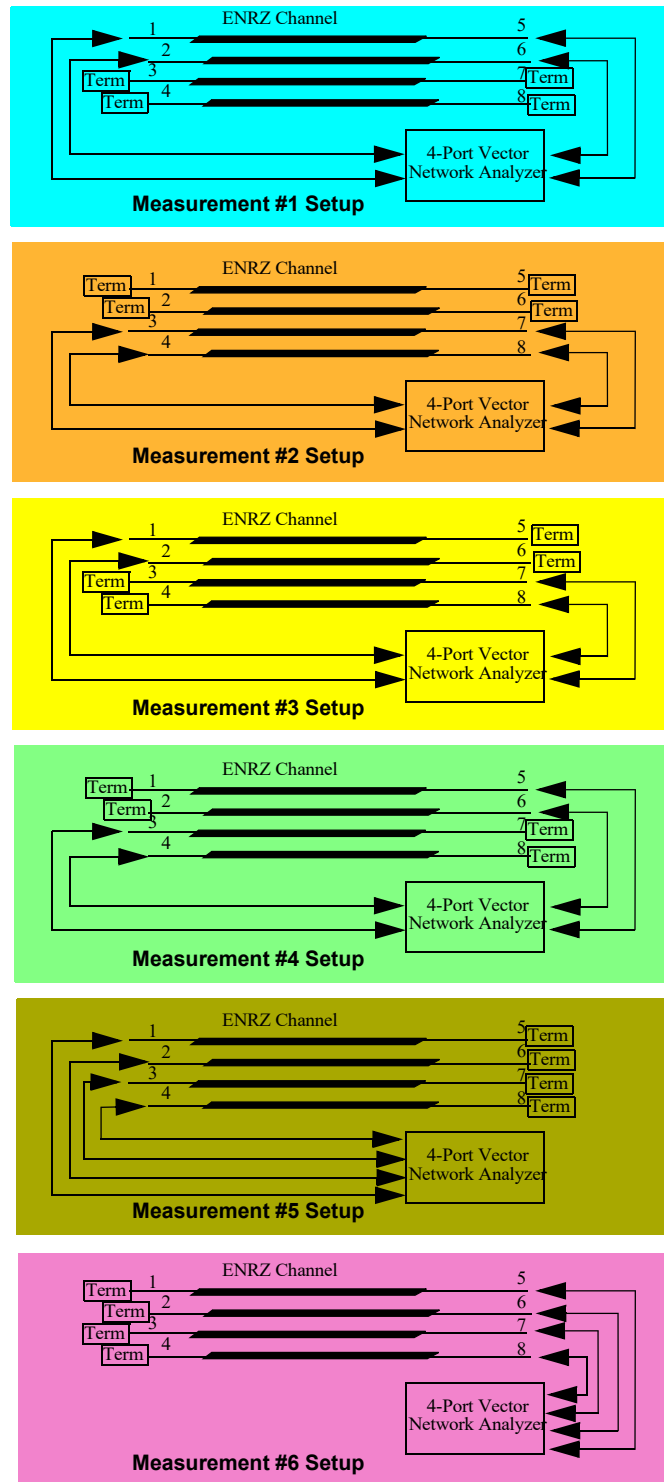 ENRZ Channel
1 5
2 6
Term 3 7 Term
Term 4 8 Term
4-Port Vector
Network Analyzer
Measurement #1 Setup
ENRZ Channel
Term 1 5 Term
Term 2 6 Term
3 7
4 8
4-Port Vector
Network Analyzer
Measurement #2 Setup
ENRZ Channel
1 5 Term
2 6 Term
Term 3 7
Term 4 8
4-Port Vector
Network Analyzer
Measurement #3 Setup
ENRZ Channel
Term 1 5
Term 2 6
3 7 Term
4 8 Term
4-Port Vector
Network Analyzer
Measurement #4 Setup
ENRZ Channel
1 5 Term
2 6 Term
3 7 Term
4 8 Term
4-Port Vector
Network Analyzer
Measurement #5 Setup
ENRZ Channel
Term 1 5
Term 2 6
Term 3 7
Term 4 8
4-Port Vector
Network Analyzer
Measurement #6 Setup